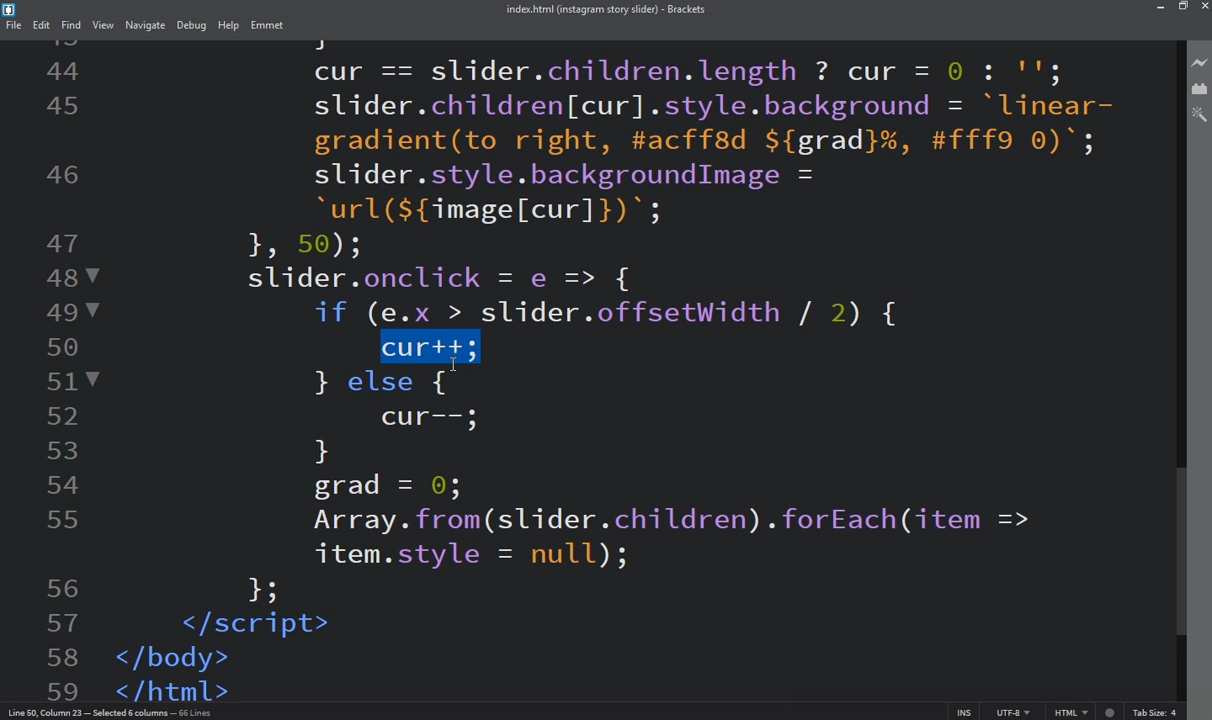 index.html (instagram story slider) - Brackets
File Edit Find View Navigate Debug Help Emmet
}
44 cur == slider.children.length ? cur = 0 : '';
45 slider.children[cur].style.background = `linear-
gradient(to right, #acff8d ${grad}%, #fff9 0)`;
46 slider.style.backgroundImage =
`url(${image[cur]})`;
47 }, 50);
48 slider.onclick = e => {
49 if (e.x > slider.offsetWidth / 2) {
50 cur++;
51 } else {
52 cur--;
53 }
54 grad = 0;
55 Array.from(slider.children).forEach(item =>
item.style = null);
56 };
57 </script>
58 </body>
59 </html>
Line 50, Column 23 — Selected 6 columns — 66 Lines INS UTF-8 HTML Tab Size: 4